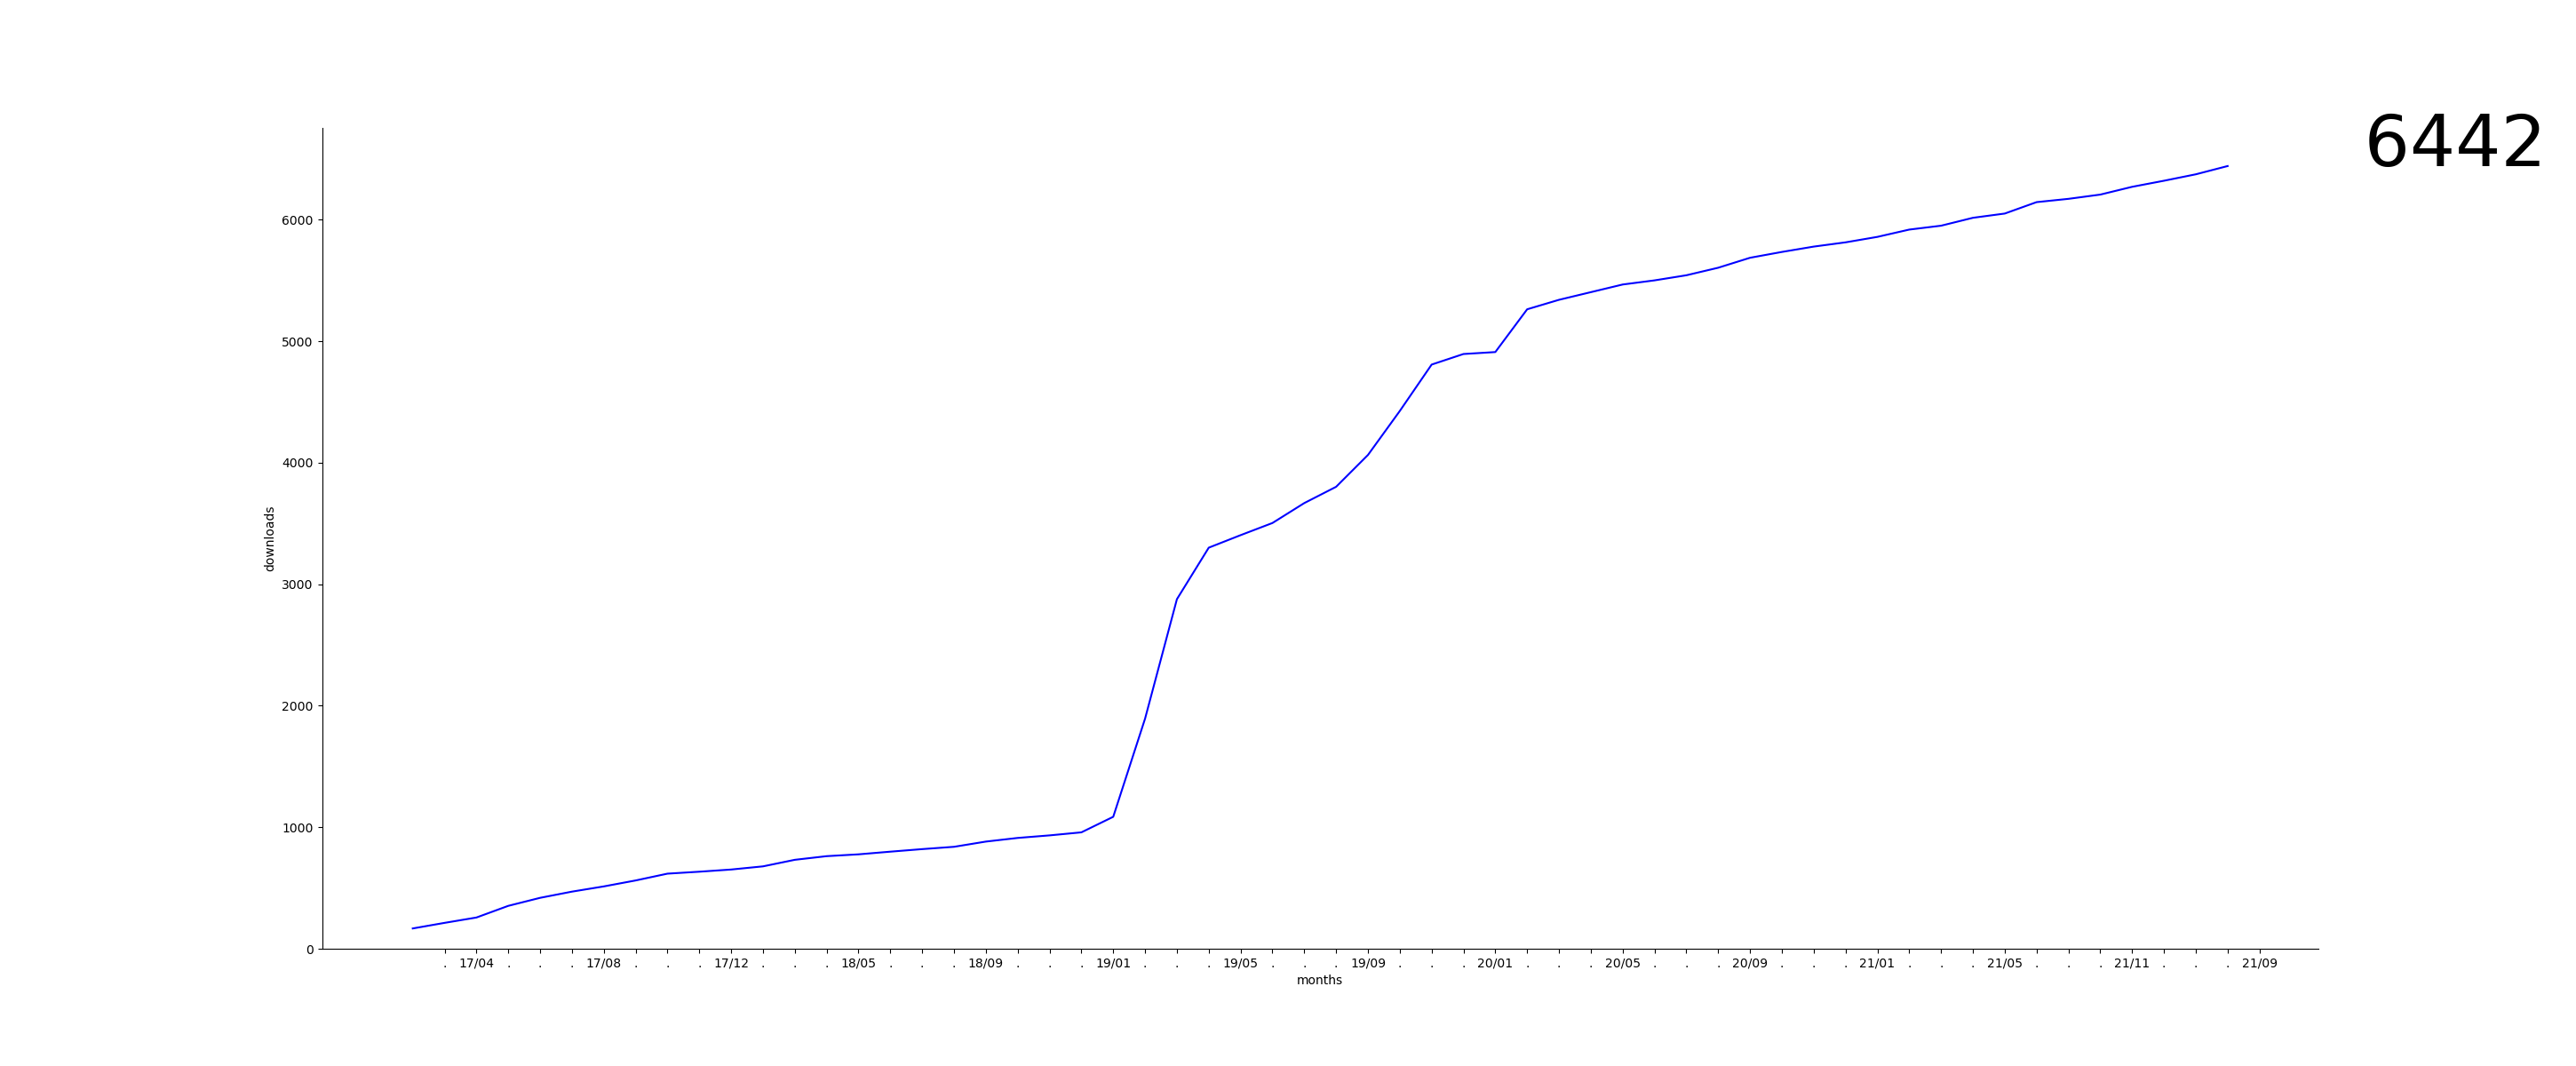 6442
6000
5000
4000
3000
2000
1000
0
downloads
. 17/04 . . . 17/08 . . . 17/12 . . . 18/05 . . . 18/09 . . . 19/01 . . . 19/05 . . . 19/09 . . . 20/01 . . . 20/05 . . . 20/09 . . . 21/01 . . . 21/05 . . . 21/11 . . . 21/09
months